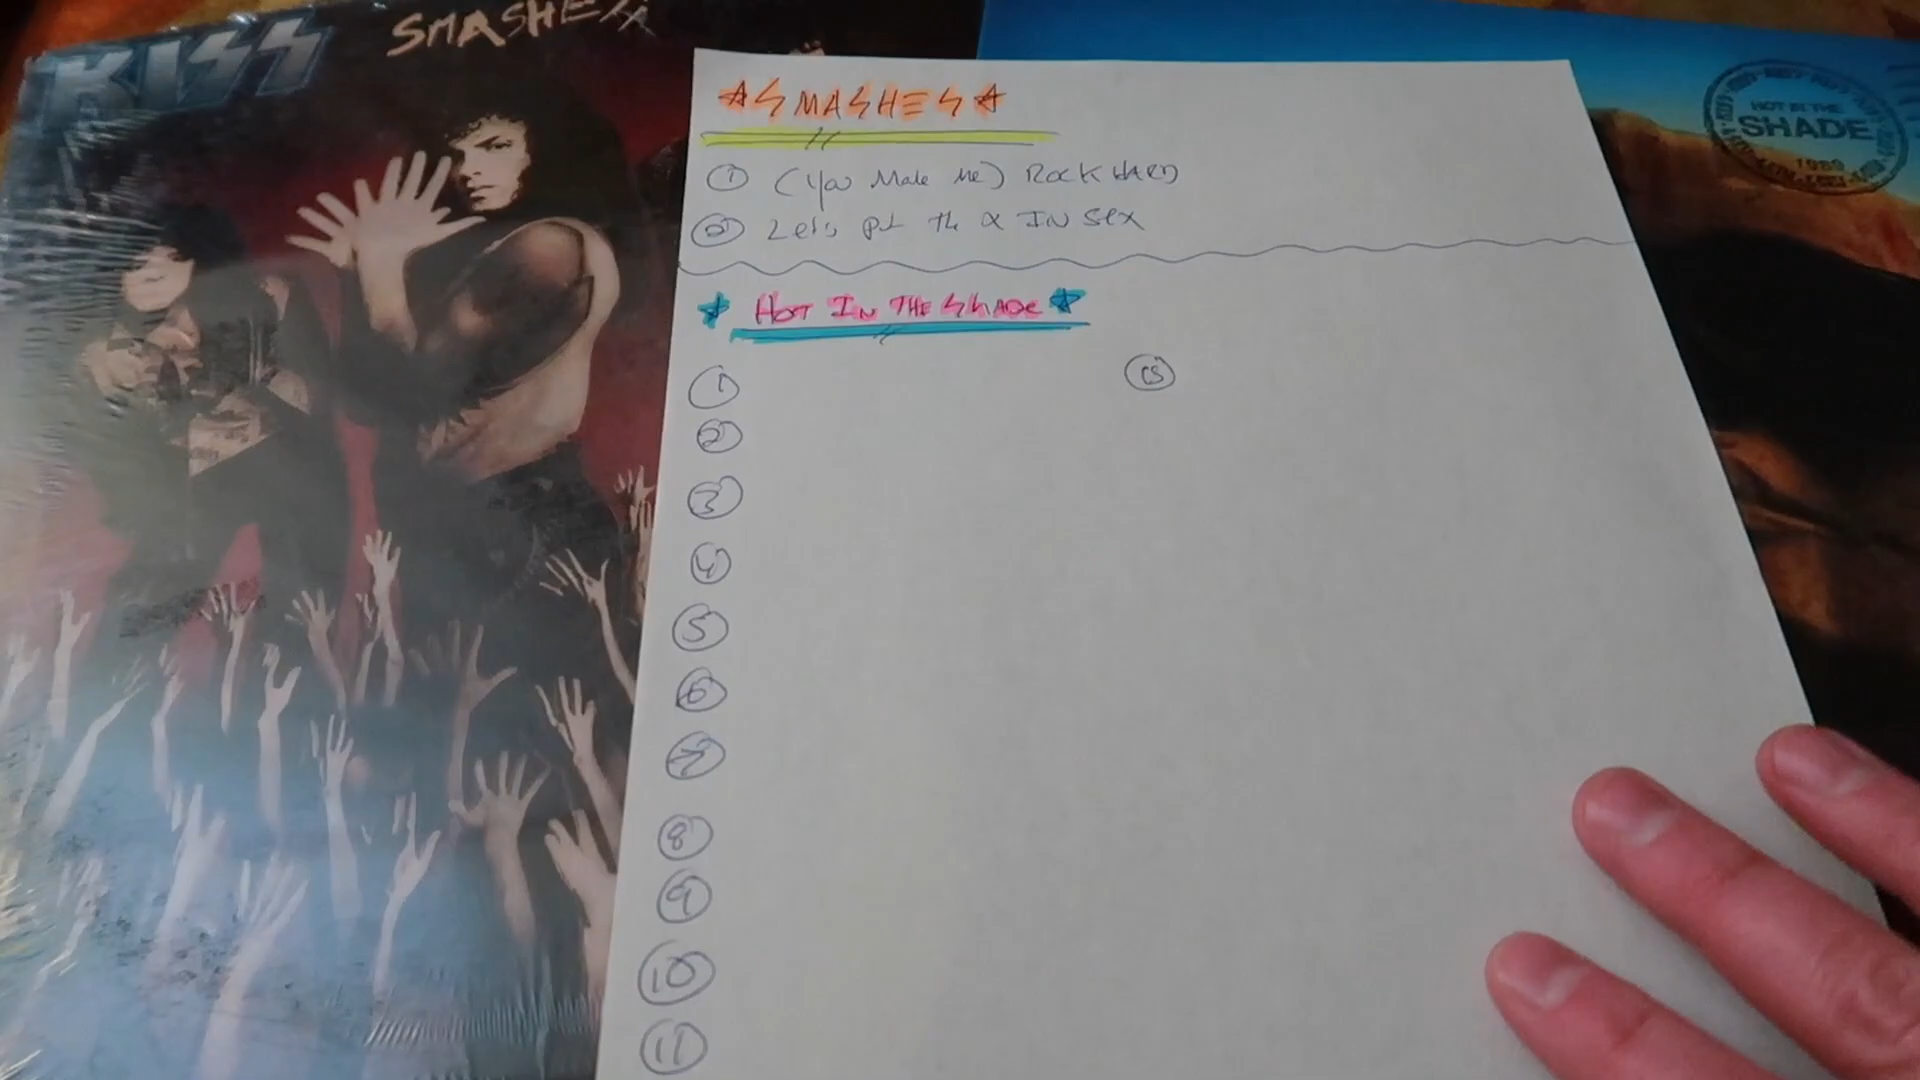 KISS
SMASHES
☆SMASHES☆
① (You Make Me) Rock Hard
② Let's put the X IN Sex
☆ HOT IN THE SHADE ☆
①
⑮
②
③
④
⑤
⑥
⑦
⑧
⑨
⑩
⑪
HOT IN THE
SHADE
1989